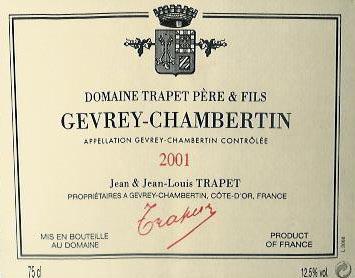 DOMAINE TRAPET PÈRE & FILS
GEVREY-CHAMBERTIN
APPELLATION GEVREY-CHAMBERTIN CONTRÔLÉE
2001
Jean & Jean-Louis TRAPET
PROPRIÉTAIRES A GEVREY-CHAMBERTIN, CÔTE-D'OR, FRANCE
Trapet
MIS EN BOUTEILLE
AU DOMAINE
PRODUCT
OF FRANCE
75 cl
12.5% vol.